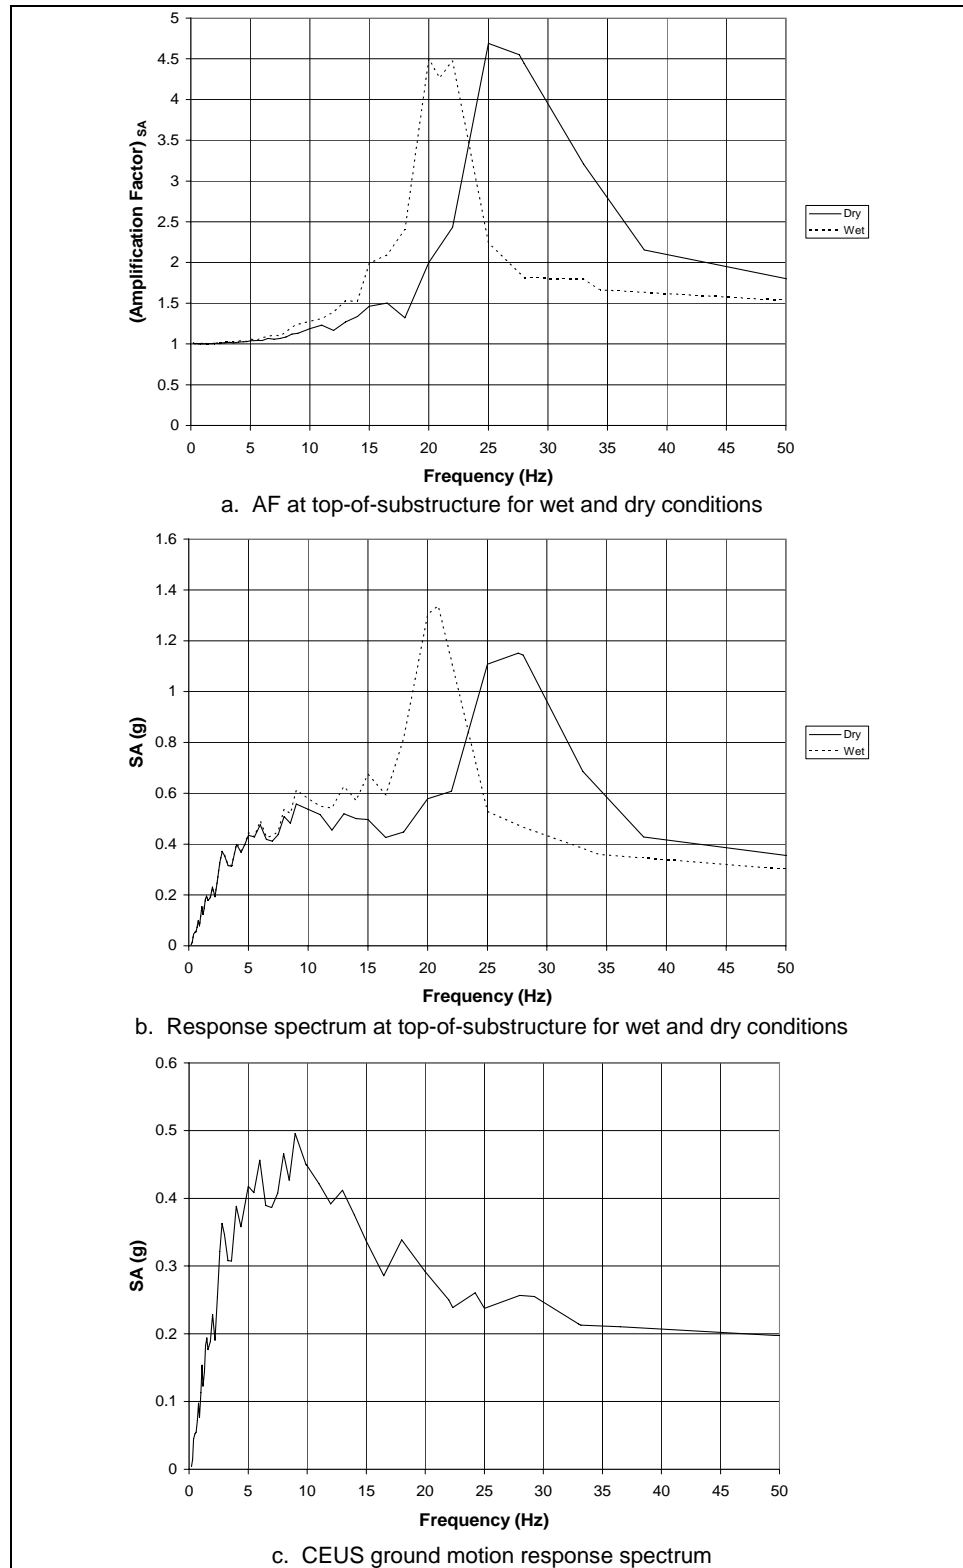 5
4.5
4
3.5
3
2.5
2
1.5
1
0.5
0
(Amplification Factor) SA
0 5 10 15 20 25 30 35 40 45 50
Frequency (Hz)
Dry
Wet
a. AF at top-of-substructure for wet and dry conditions
1.6
1.4
1.2
1
0.8
0.6
0.4
0.2
0
SA (g)
0 5 10 15 20 25 30 35 40 45 50
Frequency (Hz)
Dry
Wet
b. Response spectrum at top-of-substructure for wet and dry conditions
0.6
0.5
0.4
0.3
0.2
0.1
0
SA (g)
0 5 10 15 20 25 30 35 40 45 50
Frequency (Hz)
c. CEUS ground motion response spectrum